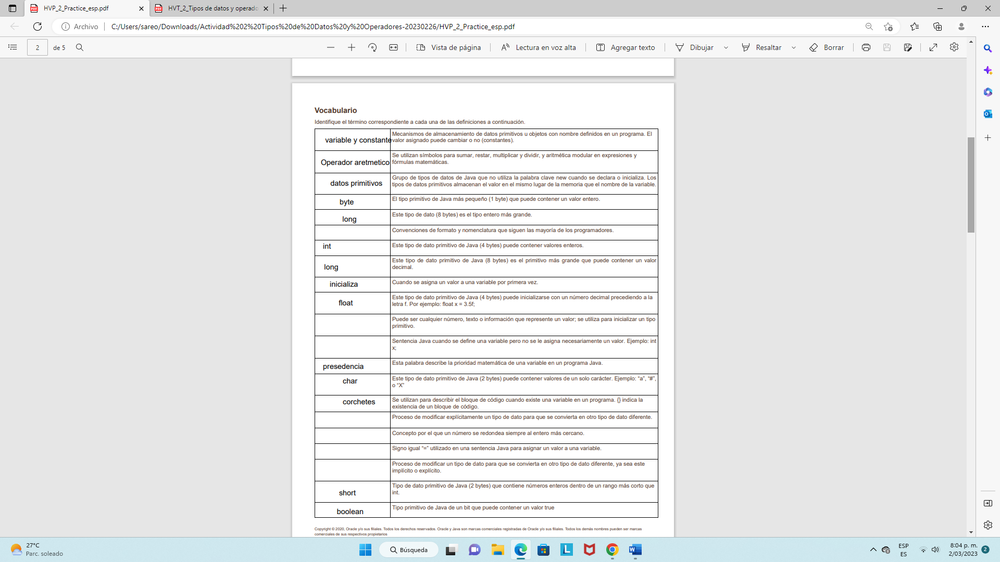 HVP_2_Practice_esp.pdf
HVT_2_Tipos de datos y operado
Archivo
C:/Users/sareo/Downloads/Actividad%202%20Tipos%20de%20Datos%20y%20Operadores-20230226/HVP_2_Practice_esp.pdf
2 de 5
Vista de página
Lectura en voz alta
Agregar texto
Dibujar
Resaltar
Borrar
Vocabulario
Identifique el término correspondiente a cada una de las definiciones a continuación.
variable y constante
Mecanismos de almacenamiento de datos primitivos u objetos con nombre definidos en un programa. El
valor asignado puede cambiar o no (constantes).
Operador aretmetico
Se utilizan símbolos para sumar, restar, multiplicar y dividir, y aritmética modular en expresiones y
fórmulas matemáticas.
datos primitivos
Grupo de tipos de datos de Java que no utiliza la palabra clave new cuando se declara o inicializa. Los
tipos de datos primitivos almacenan el valor en el mismo lugar de la memoria que el nombre de la variable.
byte
El tipo primitivo de Java más pequeño (1 byte) que puede contener un valor entero.
long
Este tipo de dato (8 bytes) es el tipo entero más grande.
Convenciones de formato y nomenclatura que siguen las mayoría de los programadores.
int
Este tipo de dato primitivo de Java (4 bytes) puede contener valores enteros.
long
Este tipo de dato primitivo de Java (8 bytes) es el primitivo más grande que puede contener un valor
decimal.
inicializa
Cuando se asigna un valor a una variable por primera vez.
float
Este tipo de dato primitivo de Java (4 bytes) puede inicializarse con un número decimal precediendo a la
letra f. Por ejemplo: float x = 3.5f;
Puede ser cualquier número, texto o información que represente un valor; se utiliza para inicializar un tipo
primitivo.
Sentencia Java cuando se define una variable pero no se le asigna necesariamente un valor. Ejemplo: int
x;
presedencia
Esta palabra describe la prioridad matemática de una variable en un programa Java.
char
Este tipo de dato primitivo de Java (2 bytes) puede contener valores de un solo carácter. Ejemplo: “a”, “#”,
o “X”
corchetes
Se utilizan para describir el bloque de código cuando existe una variable en un programa. {} indica la
existencia de un bloque de código.
Proceso de modificar explícitamente un tipo de dato para que se convierta en otro tipo de dato diferente.
Concepto por el que un número se redondea siempre al entero más cercano.
Signo igual “=” utilizado en una sentencia Java para asignar un valor a una variable.
Proceso de modificar un tipo de dato para que se convierta en otro tipo de dato diferente, ya sea este
implícito o explícito.
short
Tipo de dato primitivo de Java (2 bytes) que contiene números enteros dentro de un rango más corto que
int.
boolean
Tipo primitivo de Java de un bit que puede contener un valor true
Copyright © 2020, Oracle y/o sus filiales. Todos los derechos reservados. Oracle y Java son marcas comerciales registradas de Oracle y/o sus filiales. Todos los demás nombres pueden ser marcas
comerciales de sus respectivos propietarios
27°C
Parc. soleado
Búsqueda
ESP
ES
8:04 p. m.
2/03/2023
2